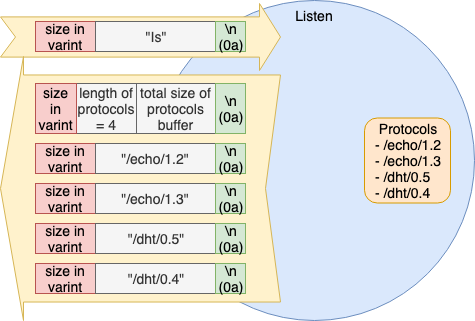 Listen
size in
varint
"ls"
\n
(0a)
size
in
varint
length of
protocols
= 4
total size of
protocols
buffer
\n
(0a)
size in
varint
"/echo/1.2"
\n
(0a)
size in
varint
"/echo/1.3"
\n
(0a)
size in
varint
"/dht/0.5"
\n
(0a)
size in
varint
"/dht/0.4"
\n
(0a)
Protocols
- /echo/1.2
- /echo/1.3
- /dht/0.5
- /dht/0.4